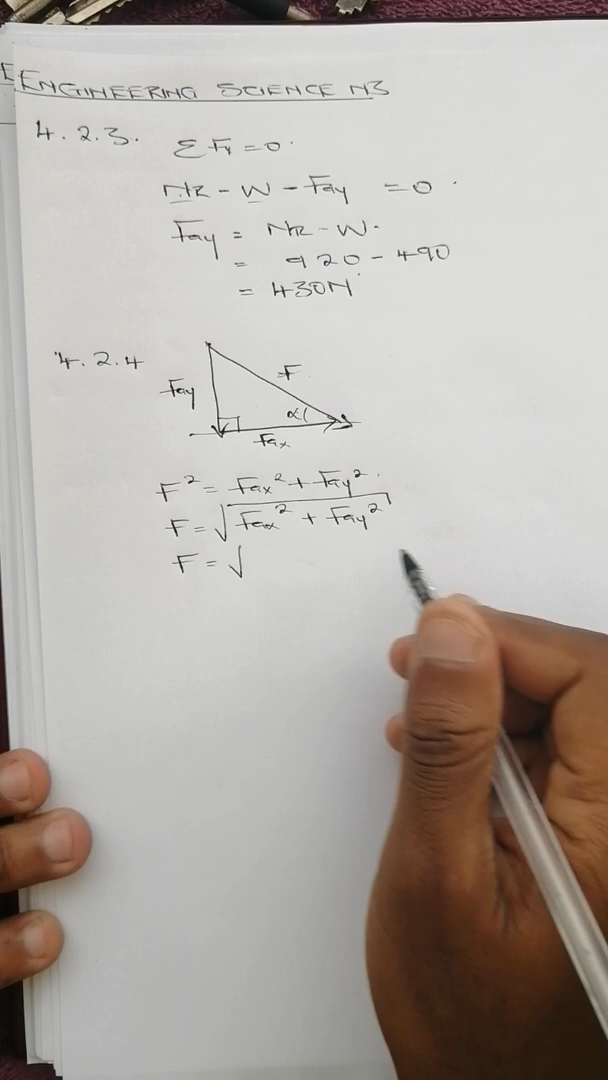 ENGINEERING SCIENCE N3
4.2.3. ΣFy = 0.
NR - W - Fay = 0.
Fay = NR - W.
= 920 - 490
= 430N
4.2.4
Fay
F
α
Fax
F² = Fax² + Fay².
F = √Fax² + Fay²
F = √